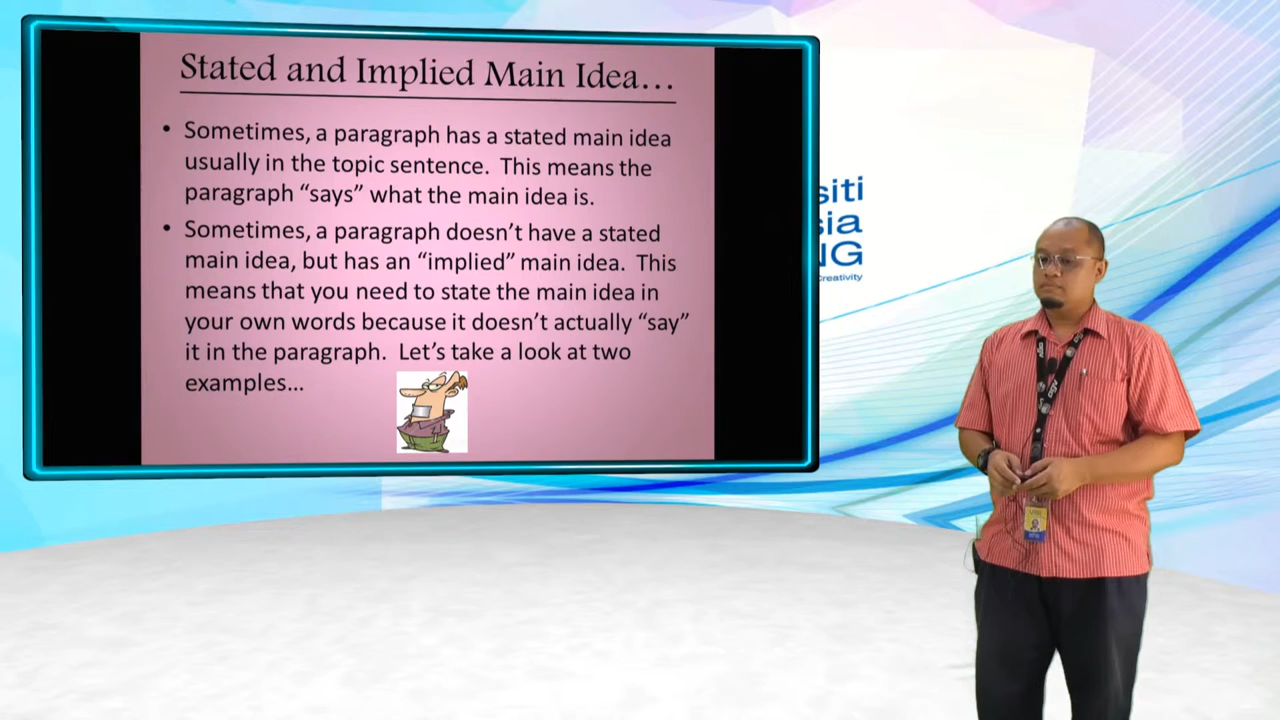 Stated and Implied Main Idea…
• Sometimes, a paragraph has a stated main idea
usually in the topic sentence. This means the
paragraph “says” what the main idea is.
• Sometimes, a paragraph doesn’t have a stated
main idea, but has an “implied” main idea. This
means that you need to state the main idea in
your own words because it doesn’t actually “say”
it in the paragraph. Let’s take a look at two
examples…
siti
sia
NG
Creativity